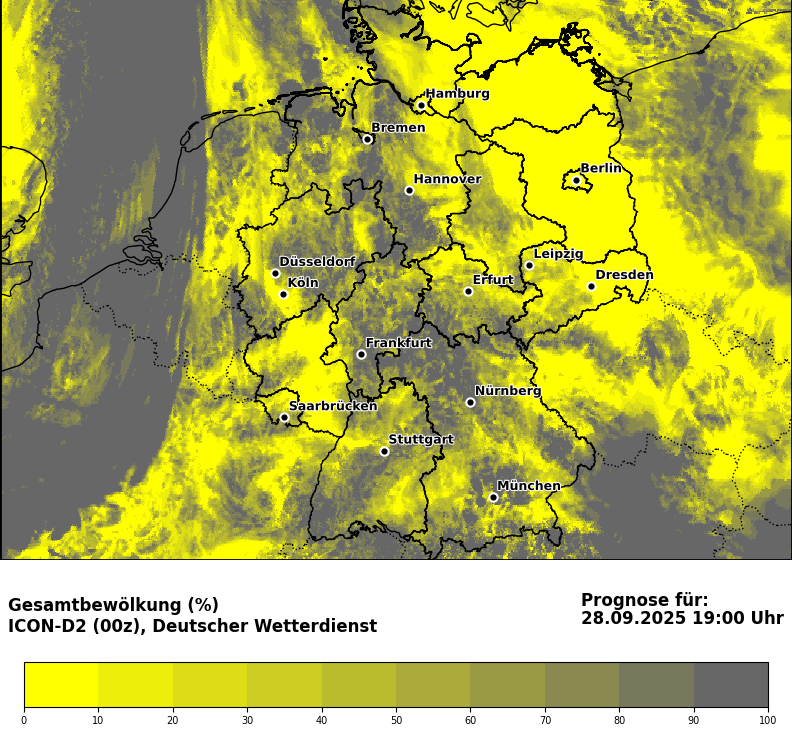 Hamburg
Bremen
Berlin
Hannover
Leipzig
Düsseldorf
Dresden
Köln
Erfurt
Frankfurt
Nürnberg
Saarbrücken
Stuttgart
München
Gesamtbewölkung (%)
ICON-D2 (00z), Deutscher Wetterdienst
Prognose für:
28.09.2025 19:00 Uhr
0 10 20 30 40 50 60 70 80 90 100